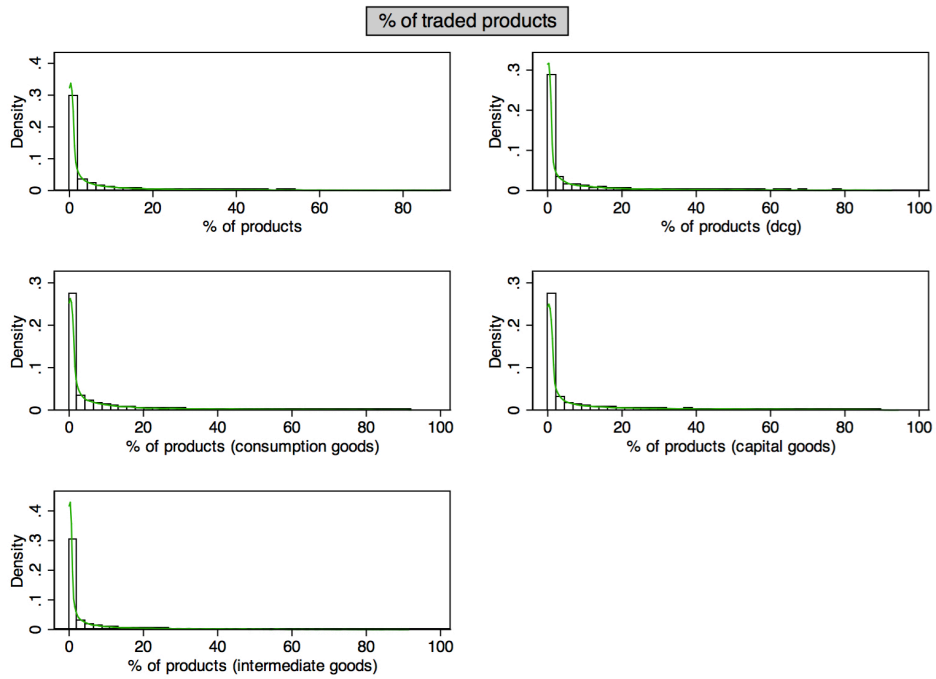 % of traded products
Density
.4
.3
.2
.1
0
0 20 40 60 80
% of products
Density
.3
.2
.1
0
0 20 40 60 80 100
% of products (dcg)
Density
.3
.2
.1
0
0 20 40 60 80 100
% of products (consumption goods)
Density
.3
.2
.1
0
0 20 40 60 80 100
% of products (capital goods)
Density
.4
.3
.2
.1
0
0 20 40 60 80 100
% of products (intermediate goods)